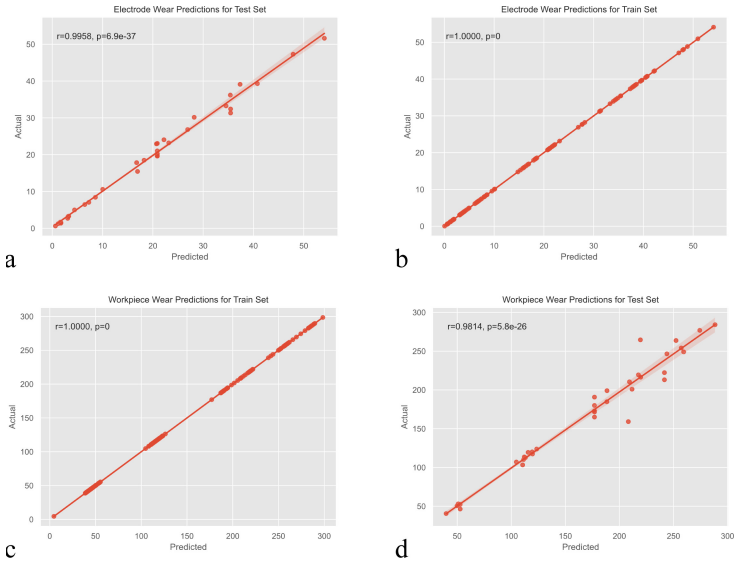 Electrode Wear Predictions for Test Set
r=0.9958, p=6.9e-37
50
40
30
20
10
0
Actual
0 10 20 30 40 50
Predicted
a
Electrode Wear Predictions for Train Set
r=1.0000, p=0
50
40
30
20
10
0
Actual
0 10 20 30 40 50
Predicted
b
Workpiece Wear Predictions for Train Set
r=1.0000, p=0
300
250
200
150
100
50
0
Actual
0 50 100 150 200 250 300
Predicted
c
Workpiece Wear Predictions for Test Set
r=0.9814, p=5.8e-26
300
250
200
150
100
50
Actual
50 100 150 200 250 300
Predicted
d